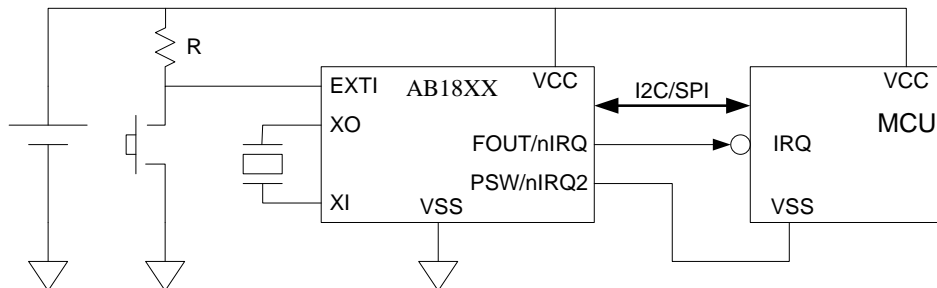 R
EXTI
AB18XX
VCC
XO
XI
FOUT/nIRQ
PSW/nIRQ2
VSS
I2C/SPI
VCC
MCU
IRQ
VSS